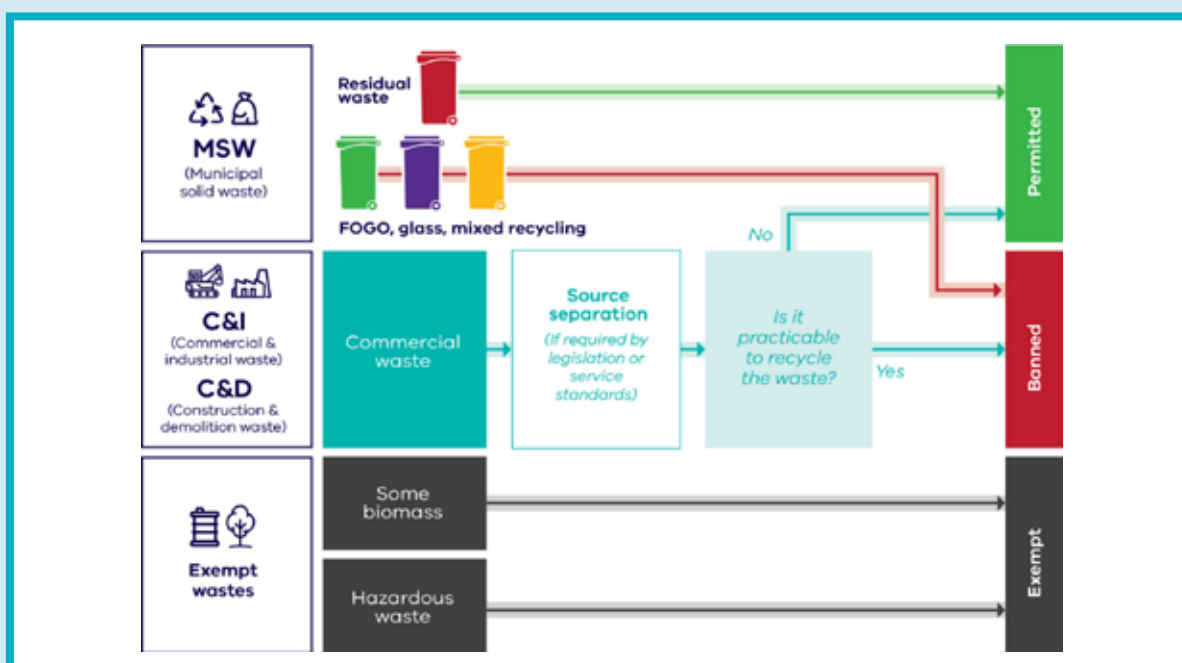 MSW
(Municipal
solid waste)
Residual
waste
FOGO, glass, mixed recycling
Permitted
C&I
(Commercial &
industrial waste)
C&D
(Construction &
demolition waste)
Commercial
waste
Source
separation
(If required by
legislation or
service
standards)
Is it
practicable
to recycle
the waste?
No
Yes
Banned
Exempt
wastes
Some
biomass
Hazardous
waste
Exempt